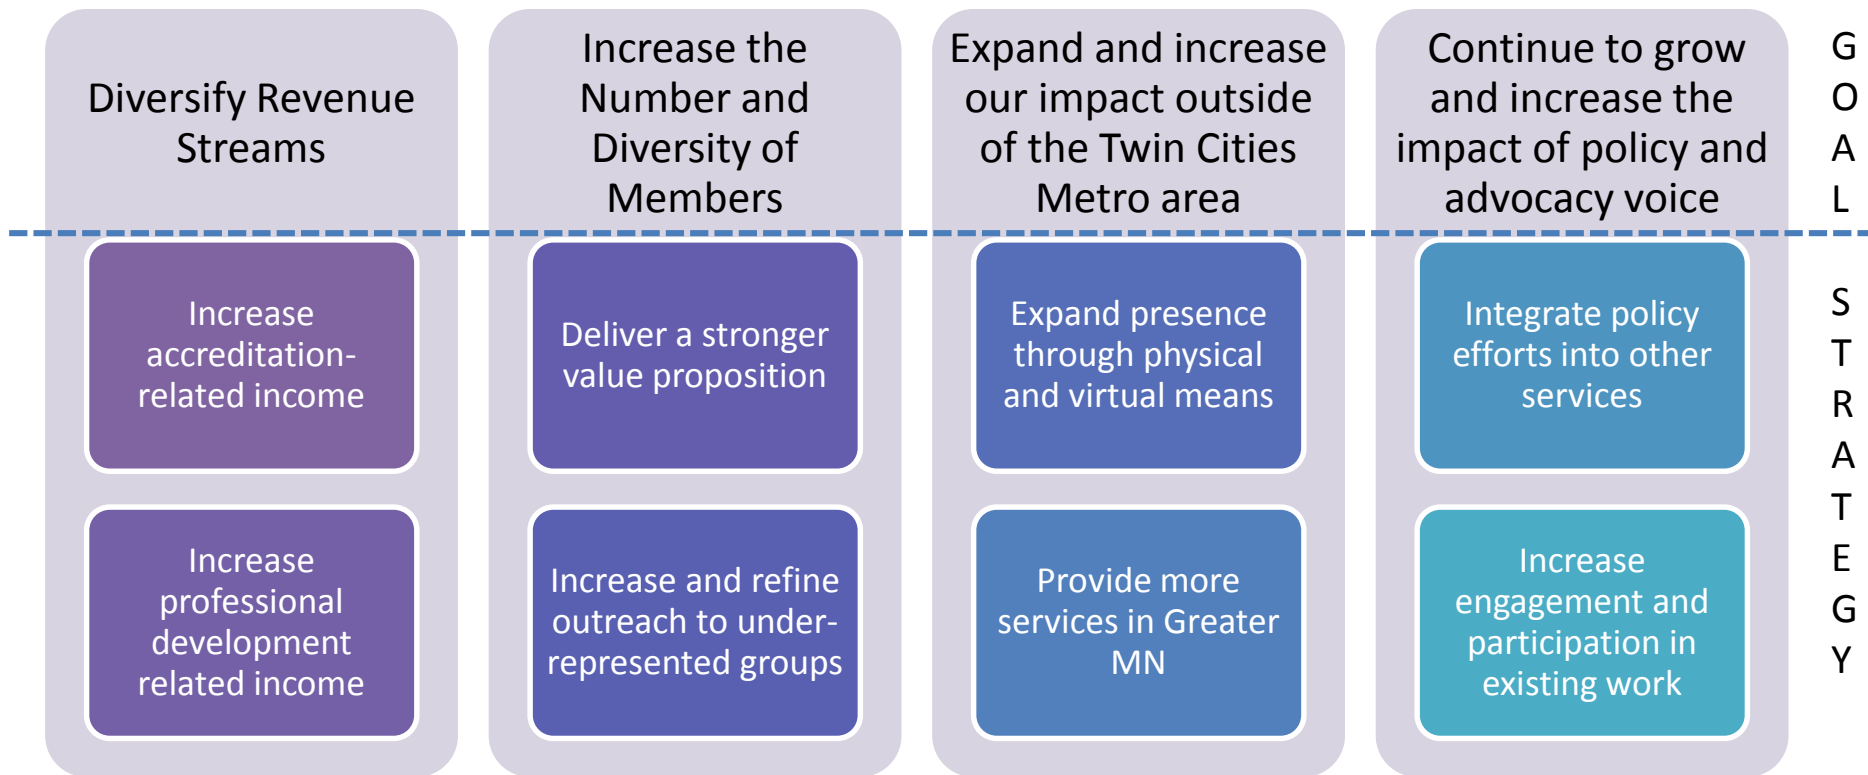 Diversify Revenue
Streams
Increase the
Number and
Diversity of
Members
Expand and increase
our impact outside
of the Twin Cities
Metro area
Continue to grow
and increase the
impact of policy and
advocacy voice
G
O
A
L
Increase
accreditation-
related income
Deliver a stronger
value proposition
Expand presence
through physical
and virtual means
Integrate policy
efforts into other
services
Increase
professional
development
related income
Increase and refine
outreach to under-
represented groups
Provide more
services in Greater
MN
Increase
engagement and
participation in
existing work
S
T
R
A
T
E
G
Y